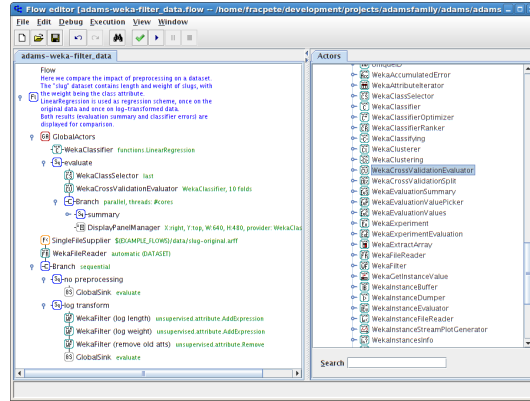 Flow editor [adams-weka-filter_data.flow -- /home/fracpete/development/projects/adamsfamily/adams/adams
File Edit Debug Execution View Window
adams-weka-filter_data
Flow
Here we compare the impact of preprocessing on a dataset.
The "slug" dataset contains length and weight of slugs, with
the weight being the class attribute.
LinearRegression is used as regression scheme, once on the
original data and once on log-transformed data.
Both results (evaluation summary and classifier errors) are
displayed for comparison.
GlobalActors
WekaClassifier functions.LinearRegression
evaluate
WekaClassSelector last
WekaCrossValidationEvaluator WekaClassifier, 10 folds
Branch parallel, threads: #cores
summary
DisplayPanelManager X:right, Y:top, W:640, H:480, provider: WekaClas
SingleFileSupplier ${EXAMPLE_FLOWS}/data/slug-original.arff
WekaFileReader automatic (DATASET)
Branch sequential
no preprocessing
GlobalSink evaluate
log transform
WekaFilter (log length) unsupervised.attribute.AddExpression
WekaFilter (log weight) unsupervised.attribute.AddExpression
WekaFilter (remove old atts) unsupervised.attribute.Remove
GlobalSink evaluate
Actors
UniqueID
WekaAccumulatedError
WekaAttributeIterator
WekaClassSelector
WekaClassifier
WekaClassifierOptimizer
WekaClassifierRanker
WekaClassifying
WekaClusterer
WekaClustering
WekaCrossValidationEvaluator
WekaCrossValidationSplit
WekaEvaluationSummary
WekaEvaluationValuePicker
WekaEvaluationValues
WekaExperiment
WekaExperimentEvaluation
WekaExtractArray
WekaFileReader
WekaFilter
WekaGetInstanceValue
WekaInstanceBuffer
WekaInstanceDumper
WekaInstanceEvaluator
WekaInstanceFileReader
WekaInstanceStreamPlotGenerator
WekaInstancesInfo
Search